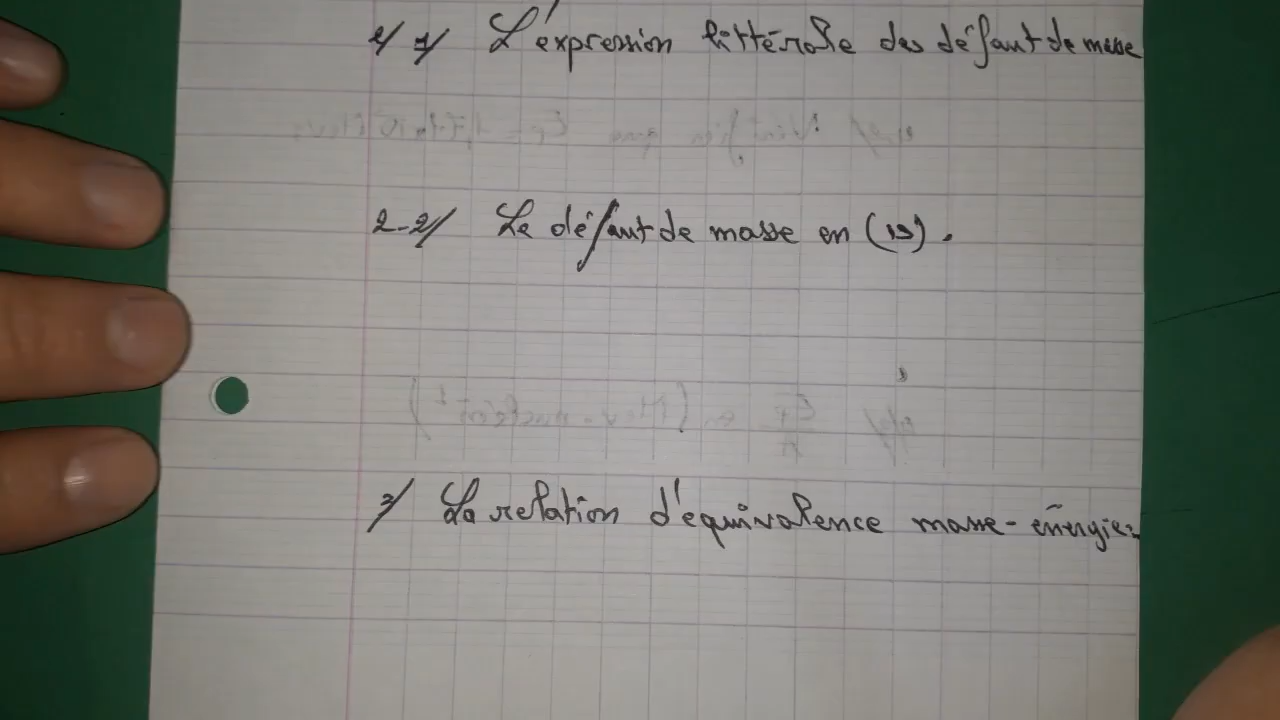 2/ 1/ L'expression littérale des défaut de masse
2-2/ Le défaut de masse en (u).
3/ La relation d'équivalence masse-énergie: